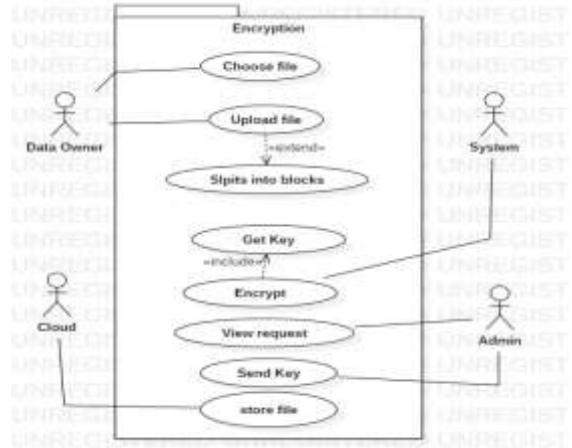 Encryption
Choose file
Data Owner
Upload file
«extend»
System
Slpits into blocks
Get Key
«include»
Encrypt
Cloud
View request
Admin
Send Key
store file